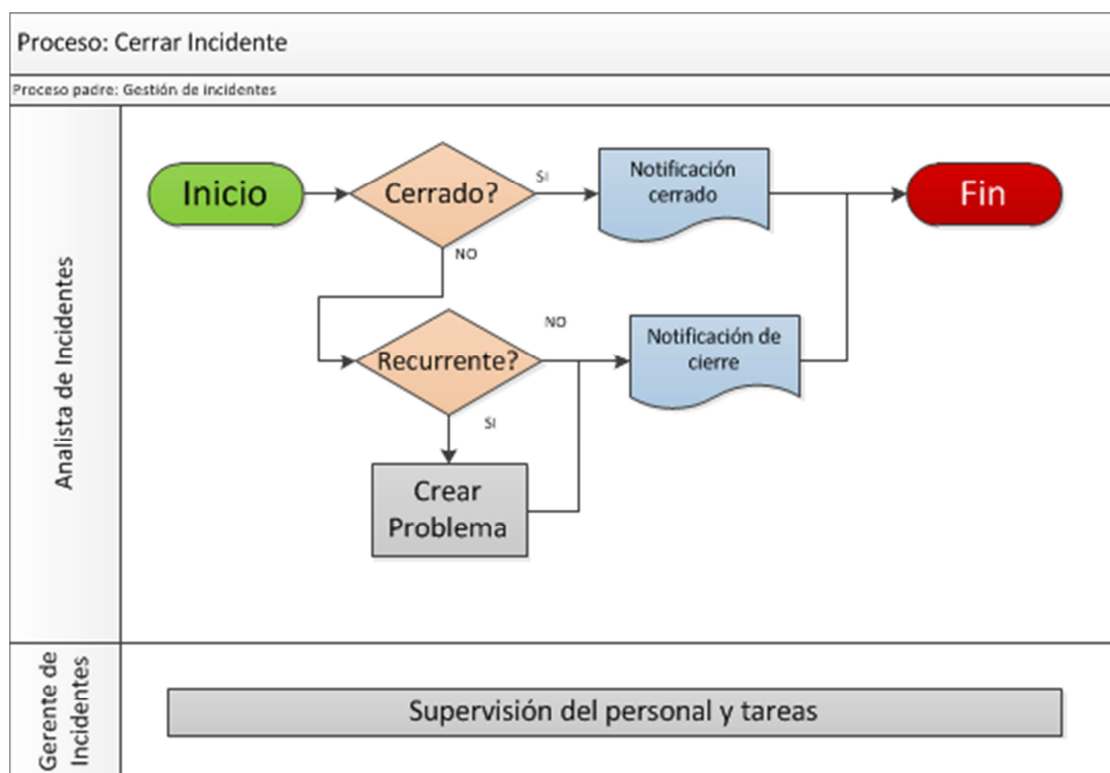 Proceso: Cerrar Incidente
Proceso padre: Gestión de incidentes
Analista de Incidentes
Inicio
Cerrado?
SI
Notificación
cerrado
Fin
NO
Recurrente?
NO
Notificación de
cierre
SI
Crear
Problema
Gerente de
Incidentes
Supervisión del personal y tareas